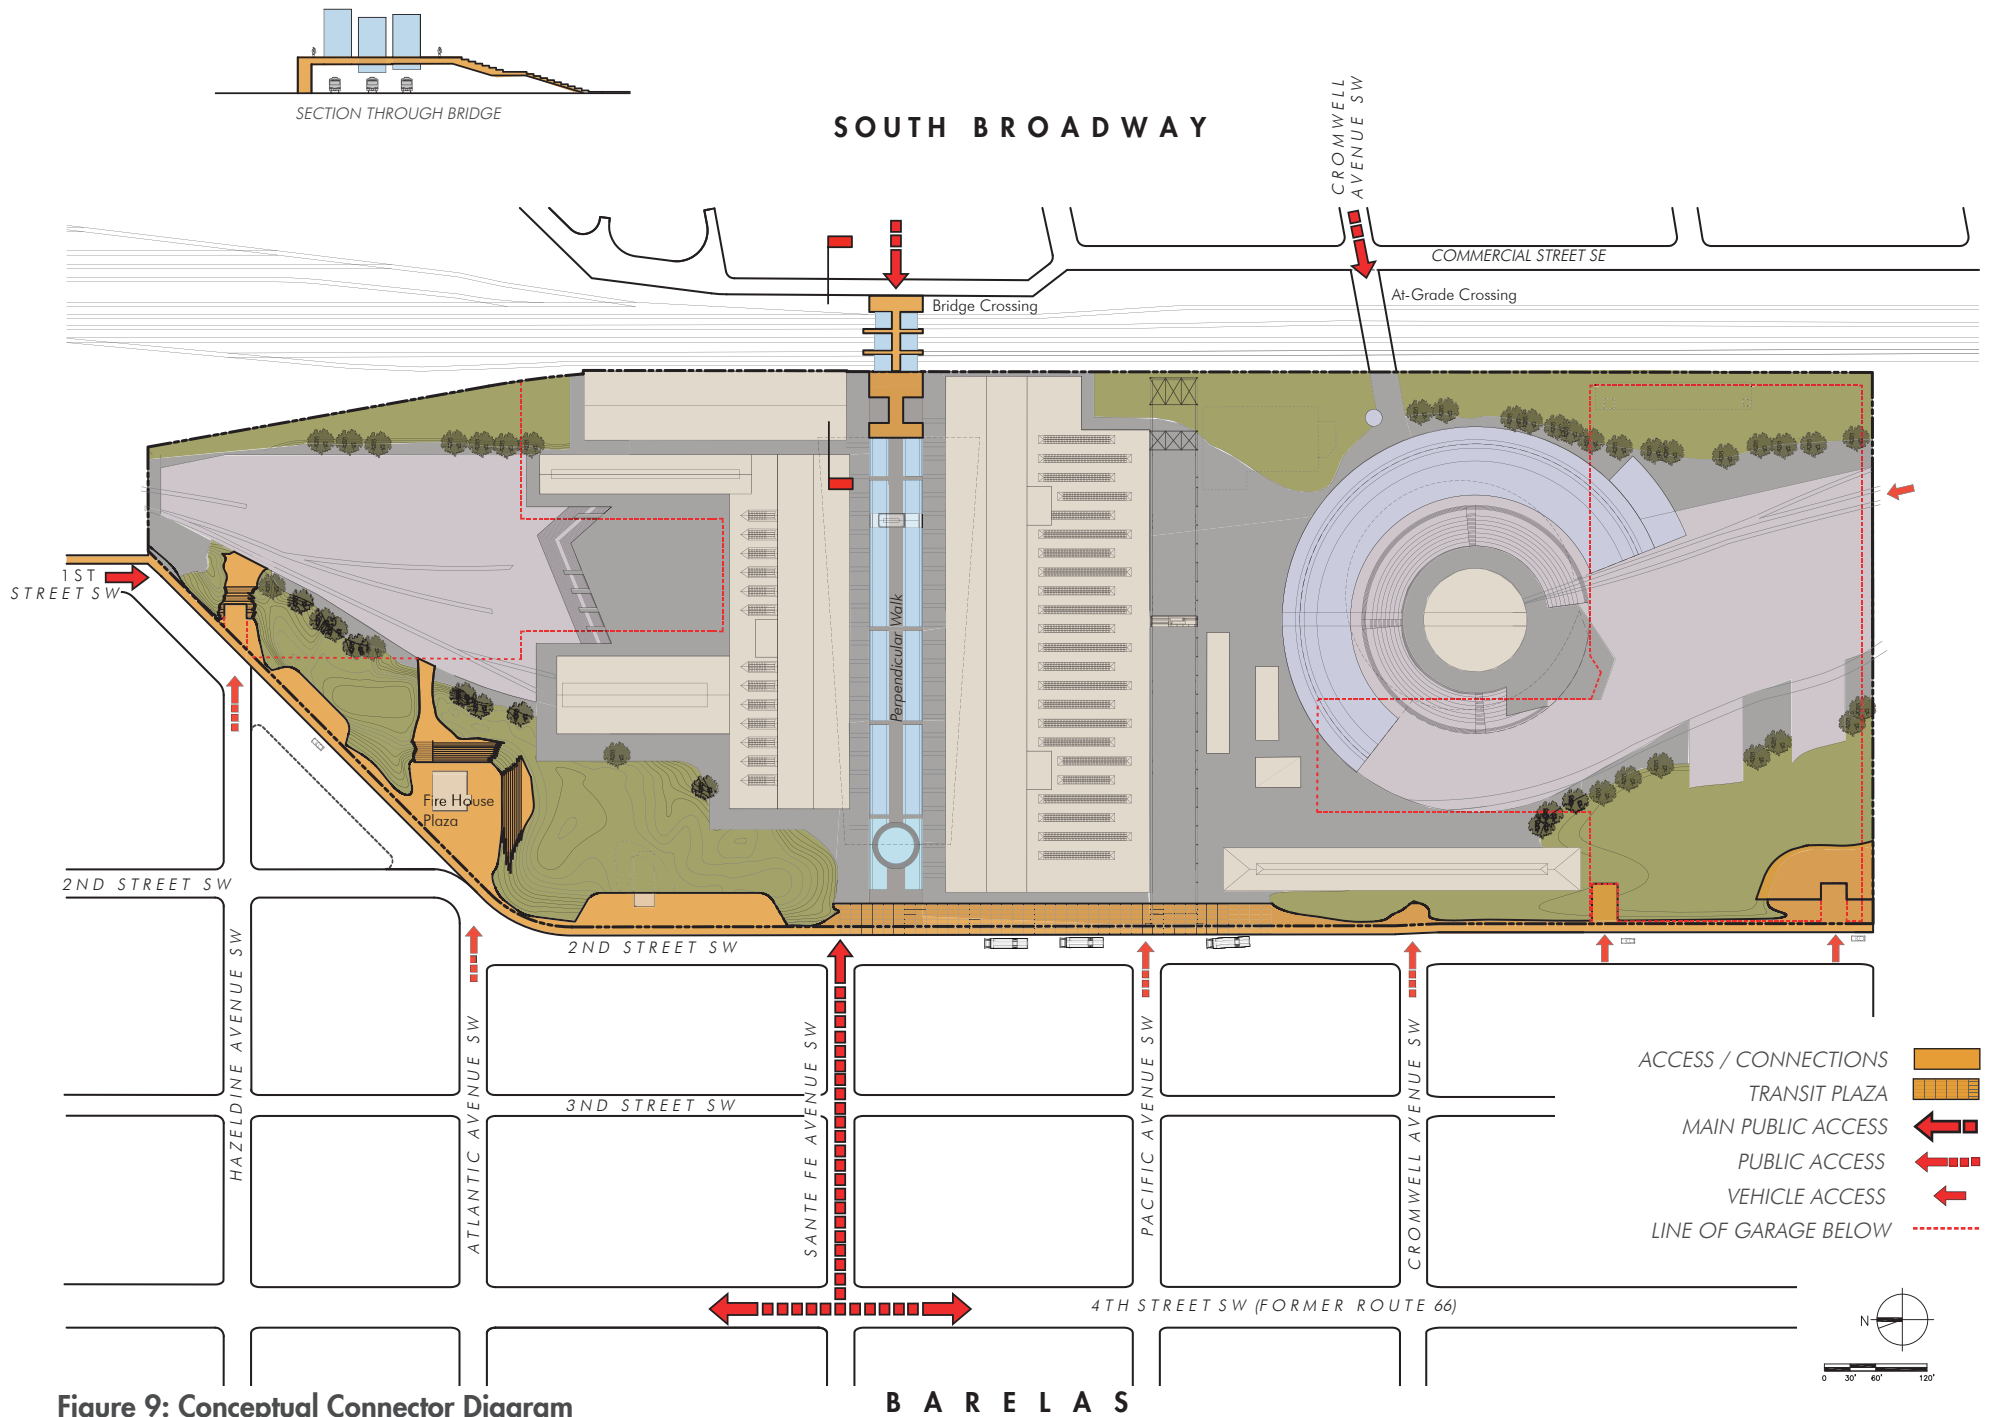 SECTION THROUGH BRIDGE
SOUTH BROADWAY
CROMWELL
AVENUE SW
COMMERCIAL STREET SE
At-Grade Crossing
Bridge Crossing
1ST
STREET SW
Perpendicular Walk
Fire House
Plaza
2ND STREET SW
2ND STREET SW
HAZELDINE AVENUE SW
ATLANTIC AVENUE SW
SANTE FE AVENUE SW
PACIFIC AVENUE SW
CROMWELL AVENUE SW
3ND STREET SW
4TH STREET SW (FORMER ROUTE 66)
ACCESS / CONNECTIONS
TRANSIT PLAZA
MAIN PUBLIC ACCESS
PUBLIC ACCESS
VEHICLE ACCESS
LINE OF GARAGE BELOW
N
0 30' 60' 120'
Figure 9: Conceptual Connector Diagram
BARELAS